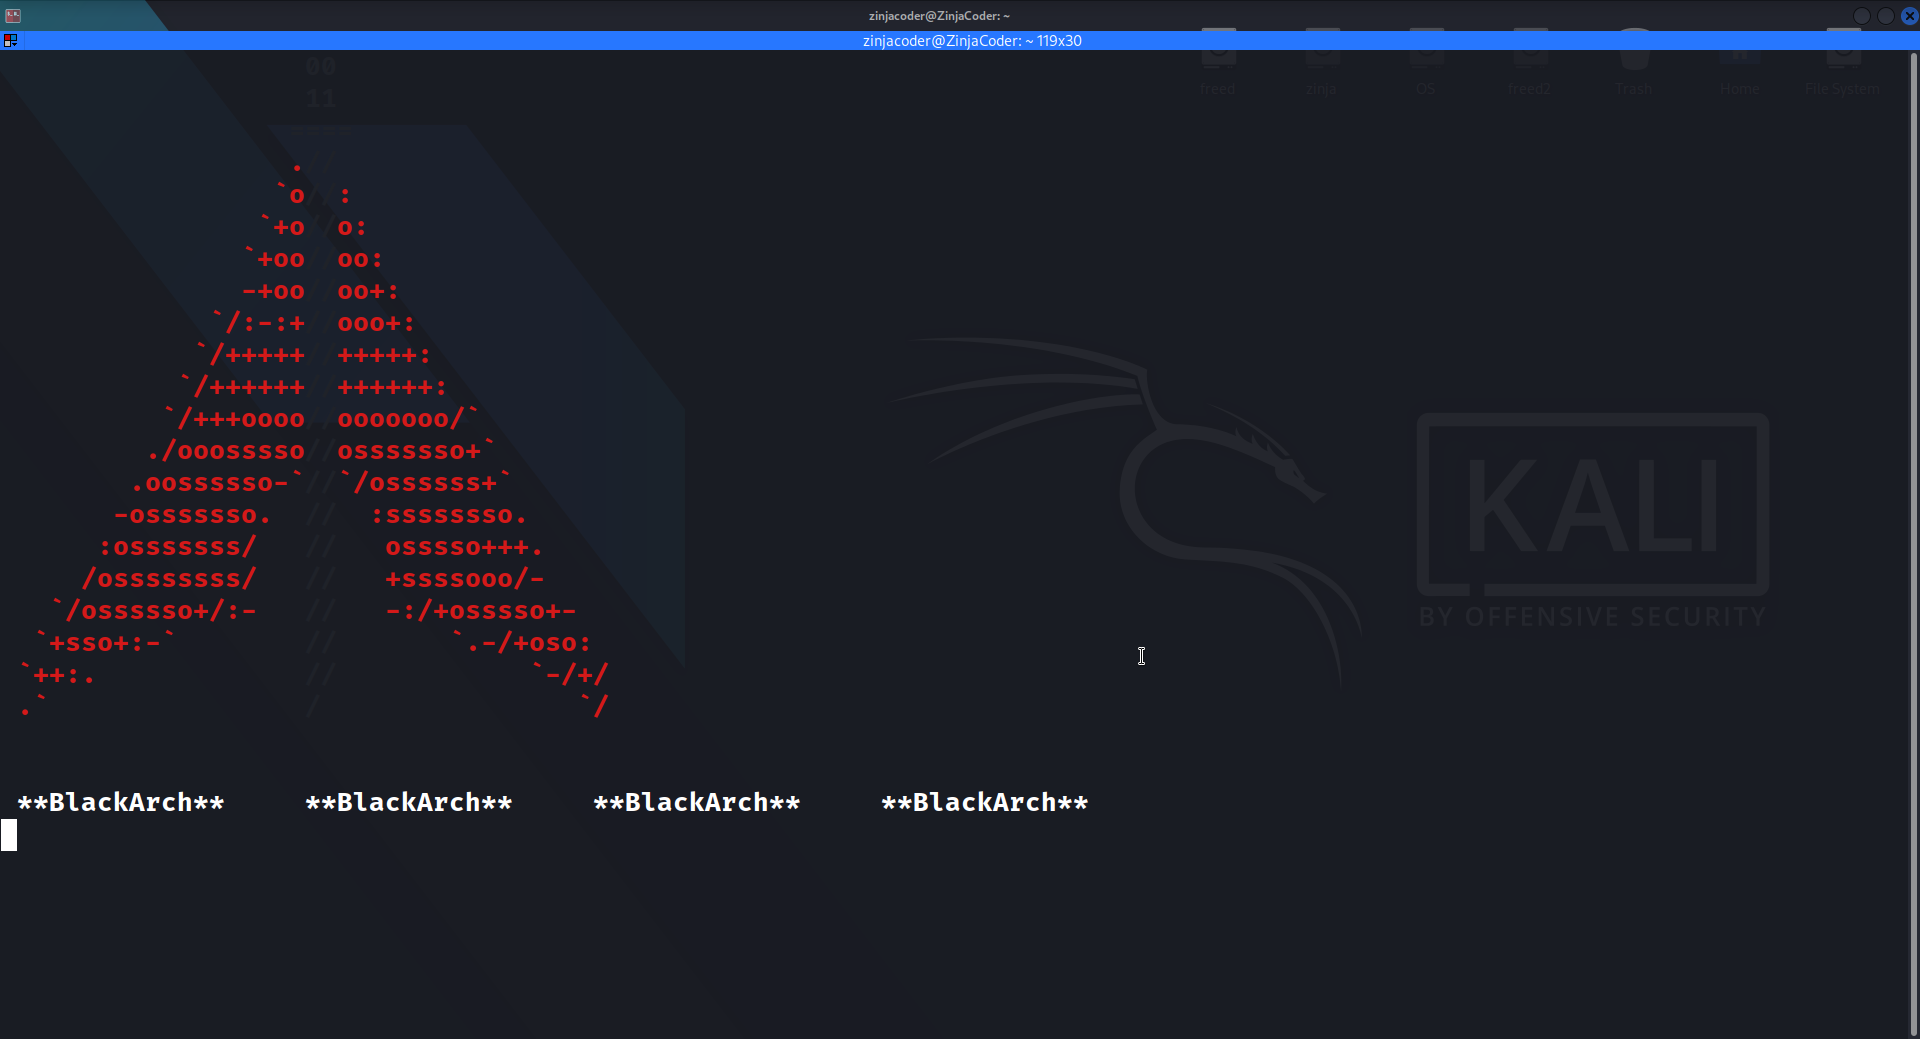 zinjacoder@ZinjaCoder: ~
zinjacoder@ZinjaCoder: ~ 119x30
freed zinja OS freed2 Trash Home File System
00
11
=====
.     //
`o //  :
`+o //  o:
`+oo //  oo:
-+oo //  oo+:
`/:-:+ //  ooo+:
`/+++++ //  +++++:
`/++++++ //  ++++++:
`/+++oooo //  ooooooo/`
./ooosssso //  osssssso+`
.oossssso-` // `/ossssss+`
-osssssso.  //  :ssssssso.
:osssssss/   //   osssso+++.
/ossssssss/   //   +ssssooo/-
`/ossssso+/:-   //   -:/+osssso+-
`+sso+:-`   //   `.-/+oso:
`++:.   //   `-/+/
.`   /   `/
KALI
BY OFFENSIVE SECURITY
**BlackArch**     **BlackArch**     **BlackArch**     **BlackArch**